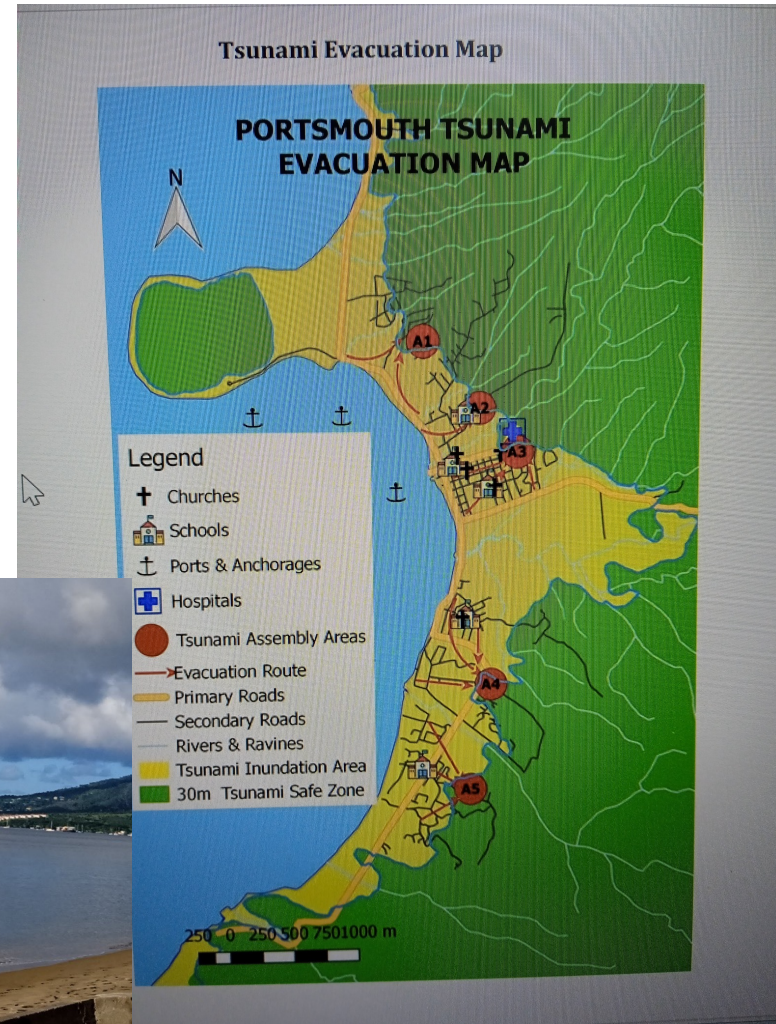 Tsunami Evacuation Map
PORTSMOUTH TSUNAMI
EVACUATION MAP
N
A1
A2
A3
Legend
Churches
Schools
Ports & Anchorages
Hospitals
Tsunami Assembly Areas
Evacuation Route
Primary Roads
Secondary Roads
Rivers & Ravines
Tsunami Inundation Area
30m Tsunami Safe Zone
A4
A5
250 0 250 500 7501000 m